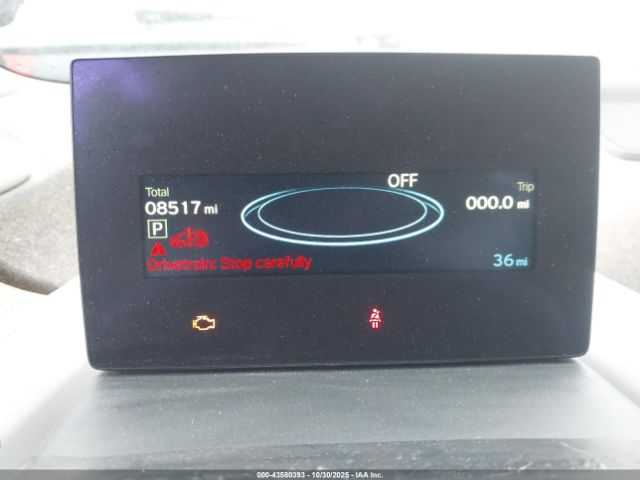 OFF
Total
Trip
08517 mi
000.0 mi
P
Drivetrain: Stop carefully
36 mi
000-43580393 - 10/30/2025 - IAA Inc.